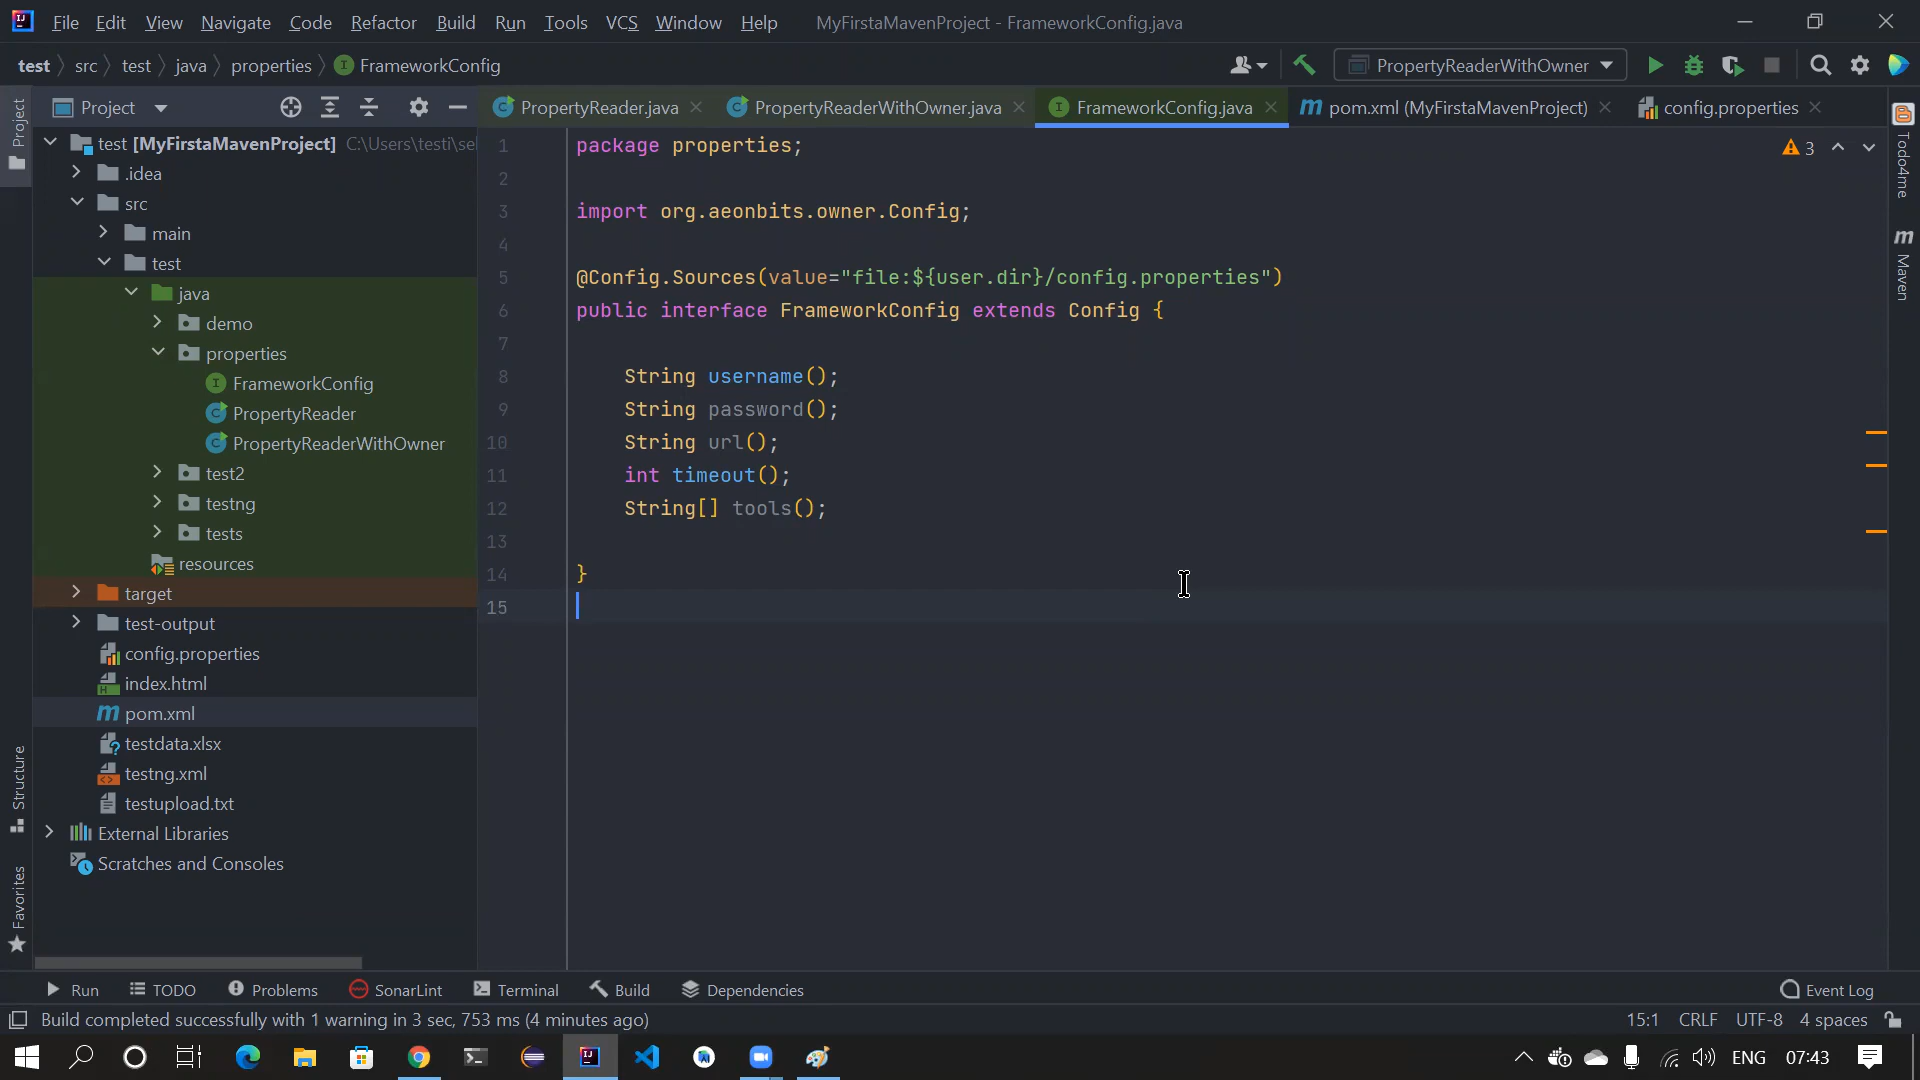 File Edit View Navigate Code Refactor Build Run Tools VCS Window Help MyFirstaMavenProject - FrameworkConfig.java
test src test java properties FrameworkConfig PropertyReaderWithOwner
Project PropertyReader.java PropertyReaderWithOwner.java FrameworkConfig.java pom.xml (MyFirstaMavenProject) config.properties
Project
Structure
Favorites
test [MyFirstaMavenProject] C:\Users\testi\se
.idea
src
main
test
java
demo
properties
FrameworkConfig
PropertyReader
PropertyReaderWithOwner
test2
testng
tests
resources
target
test-output
config.properties
index.html
pom.xml
testdata.xlsx
testng.xml
testupload.txt
External Libraries
Scratches and Consoles
1 package properties;
2
3 import org.aeonbits.owner.Config;
4
5 @Config.Sources(value="file:${user.dir}/config.properties")
6 public interface FrameworkConfig extends Config {
7
8 String username();
9 String password();
10 String url();
11 int timeout();
12 String[] tools();
13
14 }
15
3
Todo4me
Maven
Run TODO Problems SonarLint Terminal Build Dependencies Event Log
Build completed successfully with 1 warning in 3 sec, 753 ms (4 minutes ago) 15:1 CRLF UTF-8 4 spaces
ENG 07:43